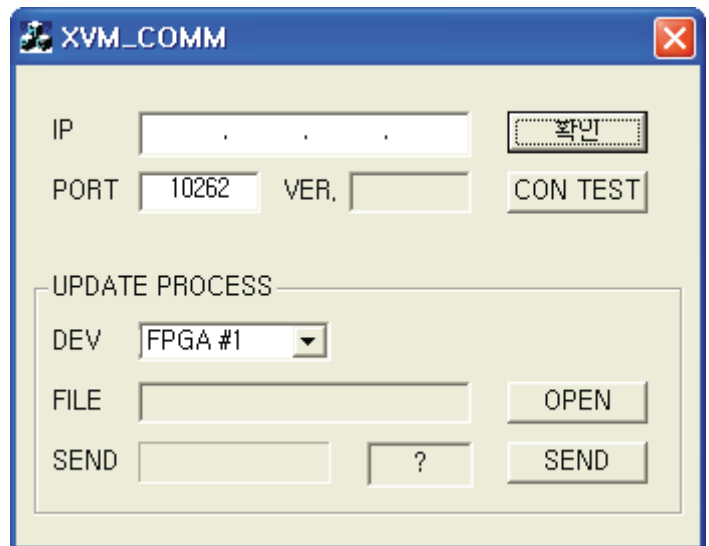 XVM_COMM
IP . . . 확인
PORT 10262 VER. CON TEST
UPDATE PROCESS
DEV FPGA #1
FILE OPEN
SEND ? SEND